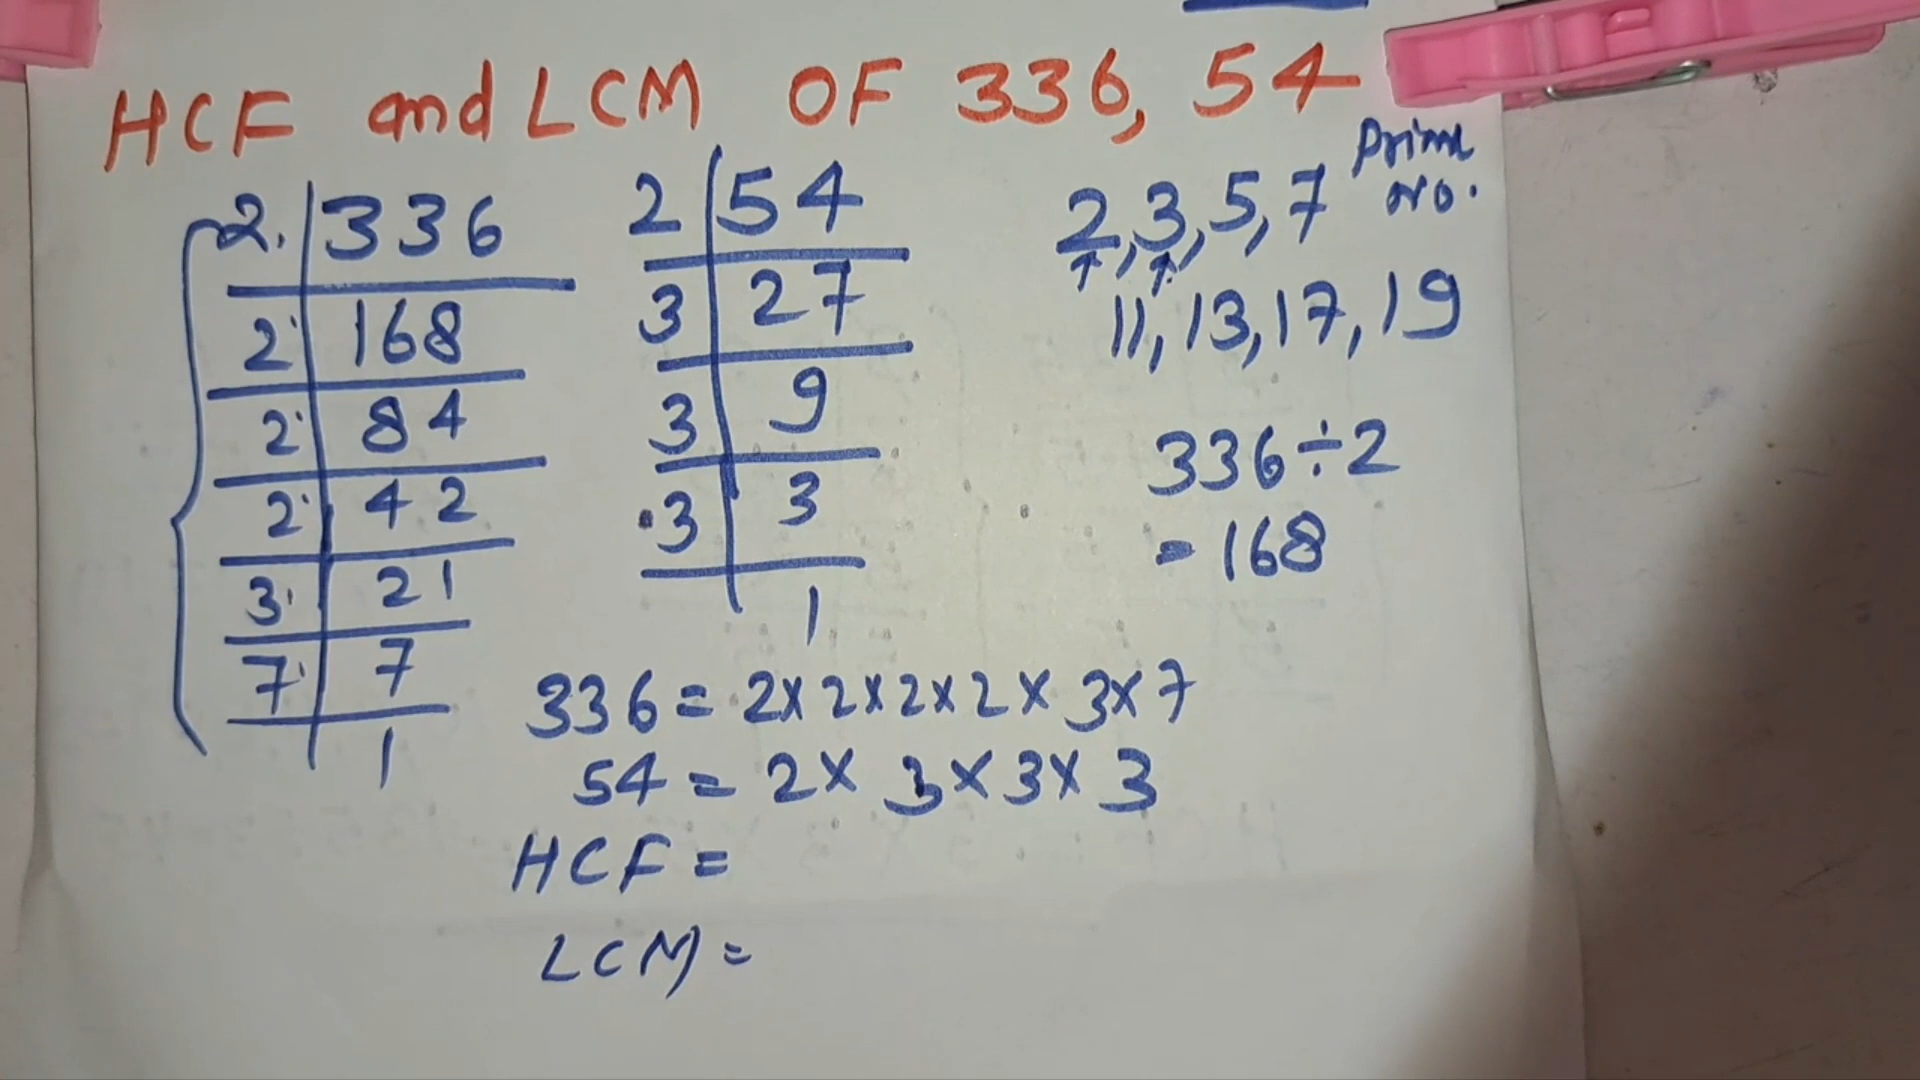 HCF and LCM OF 336, 54
2. 336
2. 168
2. 84
2. 42
3. 21
7. 7
1
2 54
3 27
3 9
3 3
1
2,3,5,7 Prime no.
11,13,17,19
336÷2
= 168
336 = 2×2×2×2×3×7
54 = 2×3×3×3
HCF =
LCM =